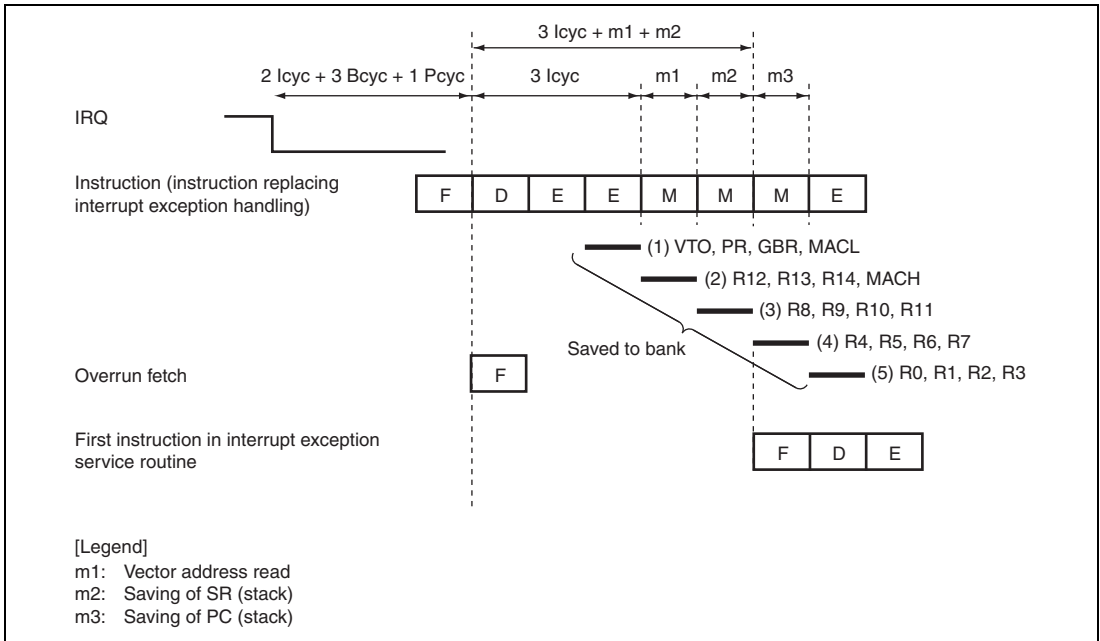 3 Icyc + m1 + m2
2 Icyc + 3 Bcyc + 1 Pcyc 3 Icyc m1 m2 m3
IRQ
Instruction (instruction replacing
interrupt exception handling)
F D E E M M M E
(1) VTO, PR, GBR, MACL
(2) R12, R13, R14, MACH
(3) R8, R9, R10, R11
(4) R4, R5, R6, R7
(5) R0, R1, R2, R3
Saved to bank
Overrun fetch
F
First instruction in interrupt exception
service routine
F D E
[Legend]
m1: Vector address read
m2: Saving of SR (stack)
m3: Saving of PC (stack)